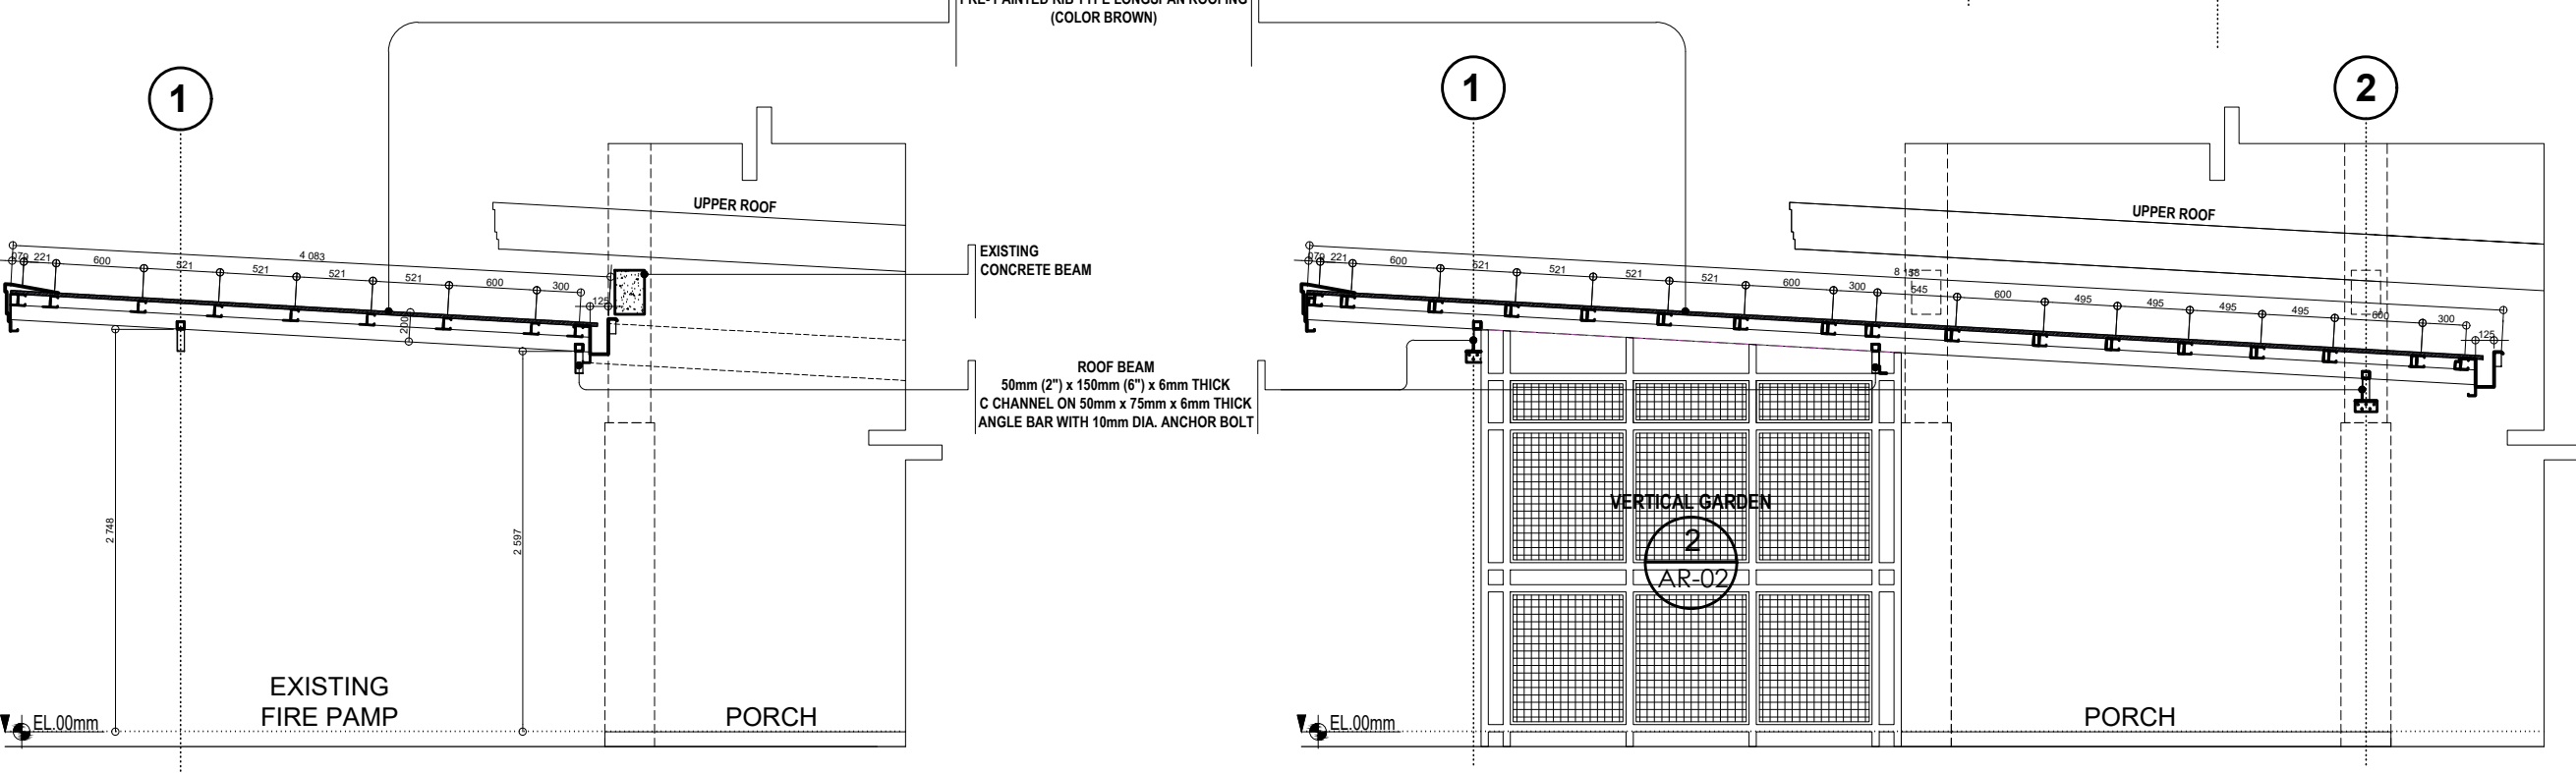 PRE-PAINTED RIB TYPE LONGSPAN ROOFING
(COLOR BROWN)
1
1
2
UPPER ROOF
UPPER ROOF
EXISTING
CONCRETE BEAM
4 083
079 221 600 521 521 521 521 521 600 300
125
200
079 221 600 521 521 521 521 600 300 545 600 495 495 495 495 600 300
125
ROOF BEAM
50mm (2") x 150mm (6") x 6mm THICK
C CHANNEL ON 50mm x 75mm x 6mm THICK
ANGLE BAR WITH 10mm DIA. ANCHOR BOLT
2 748
2 597
VERTICAL GARDEN
2
AR-02
EXISTING
FIRE PAMP
PORCH
PORCH
EL.00mm
EL.00mm